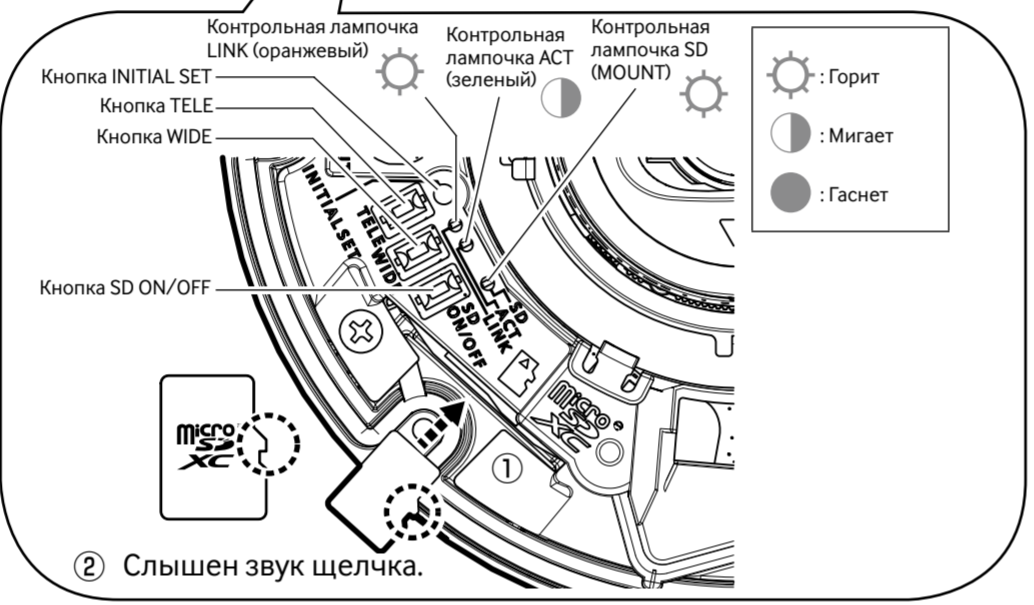 Контрольная лампочка
LINK (оранжевый)
Контрольная
лампочка ACT
(зеленый)
Контрольная
лампочка SD
(MOUNT)
Кнопка INITIAL SET
Кнопка TELE
Кнопка WIDE
: Горит
: Мигает
: Гаснет
INITIAL SET
TELE
WIDE
Кнопка SD ON/OFF
SD
ON/OFF
SD
ACT
LINK
micro
SD
XC
micro
SD
XC
①
② Слышен звук щелчка.